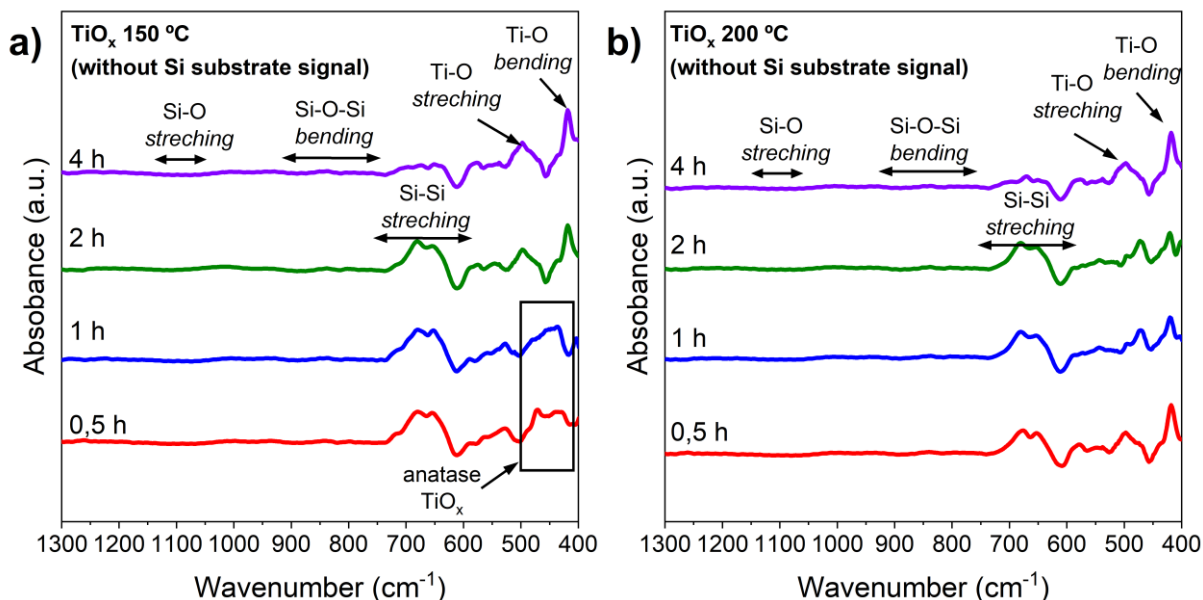 a)
TiOₓ 150 ºC
(without Si substrate signal)
Ti-O
bending
Ti-O
streching
Si-O
streching
Si-O-Si
bending
4 h
Si-Si
streching
2 h
1 h
0,5 h
anatase
TiOₓ
Absobance (a.u.)
1300 1200 1100 1000 900 800 700 600 500 400
Wavenumber (cm⁻¹)
b)
TiOₓ 200 ºC
(without Si substrate signal)
Ti-O
bending
Ti-O
streching
Si-O
streching
Si-O-Si
bending
4 h
Si-Si
streching
2 h
1 h
0,5 h
Absobance (a.u.)
1300 1200 1100 1000 900 800 700 600 500 400
Wavenumber (cm⁻¹)